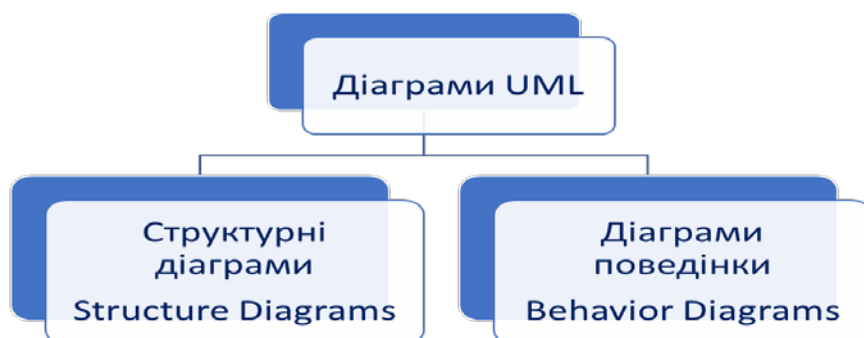 Діаграми UML
Структурні
діаграми
Structure Diagrams
Діаграми
поведінки
Behavior Diagrams